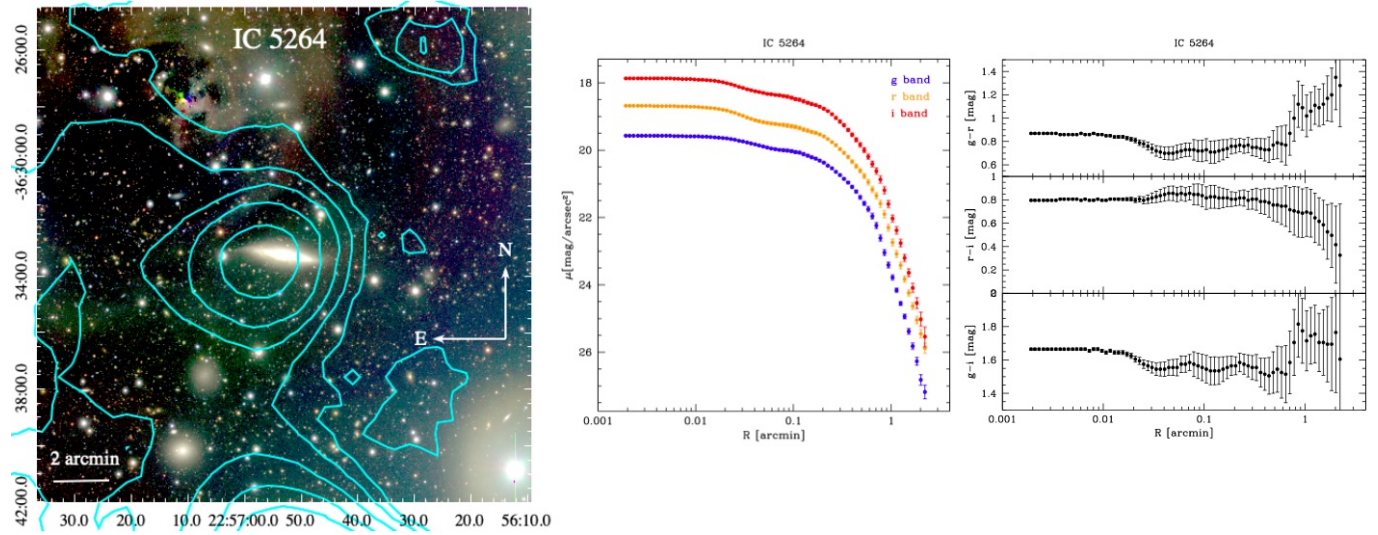 IC 5264
26:00.0
-36:30:00.0
34:00.0
38:00.0
42:00.0
N
E
2 arcmin
30.0 20.0 10.0 22:57:00.0 50.0 40.0 30.0 20.0 56:10.0
IC 5264
g band
r band
i band
18
20
22
24
26
μ[mag/arcsec²]
0.001 0.01 0.1 1
R [arcmin]
IC 5264
1.4
1.2
1
0.8
0.6
g-r [mag]
1
0.8
0.6
0.4
0.2
r-i [mag]
1.8
1.6
1.4
g-i [mag]
0.001 0.01 0.1 1
R [arcmin]